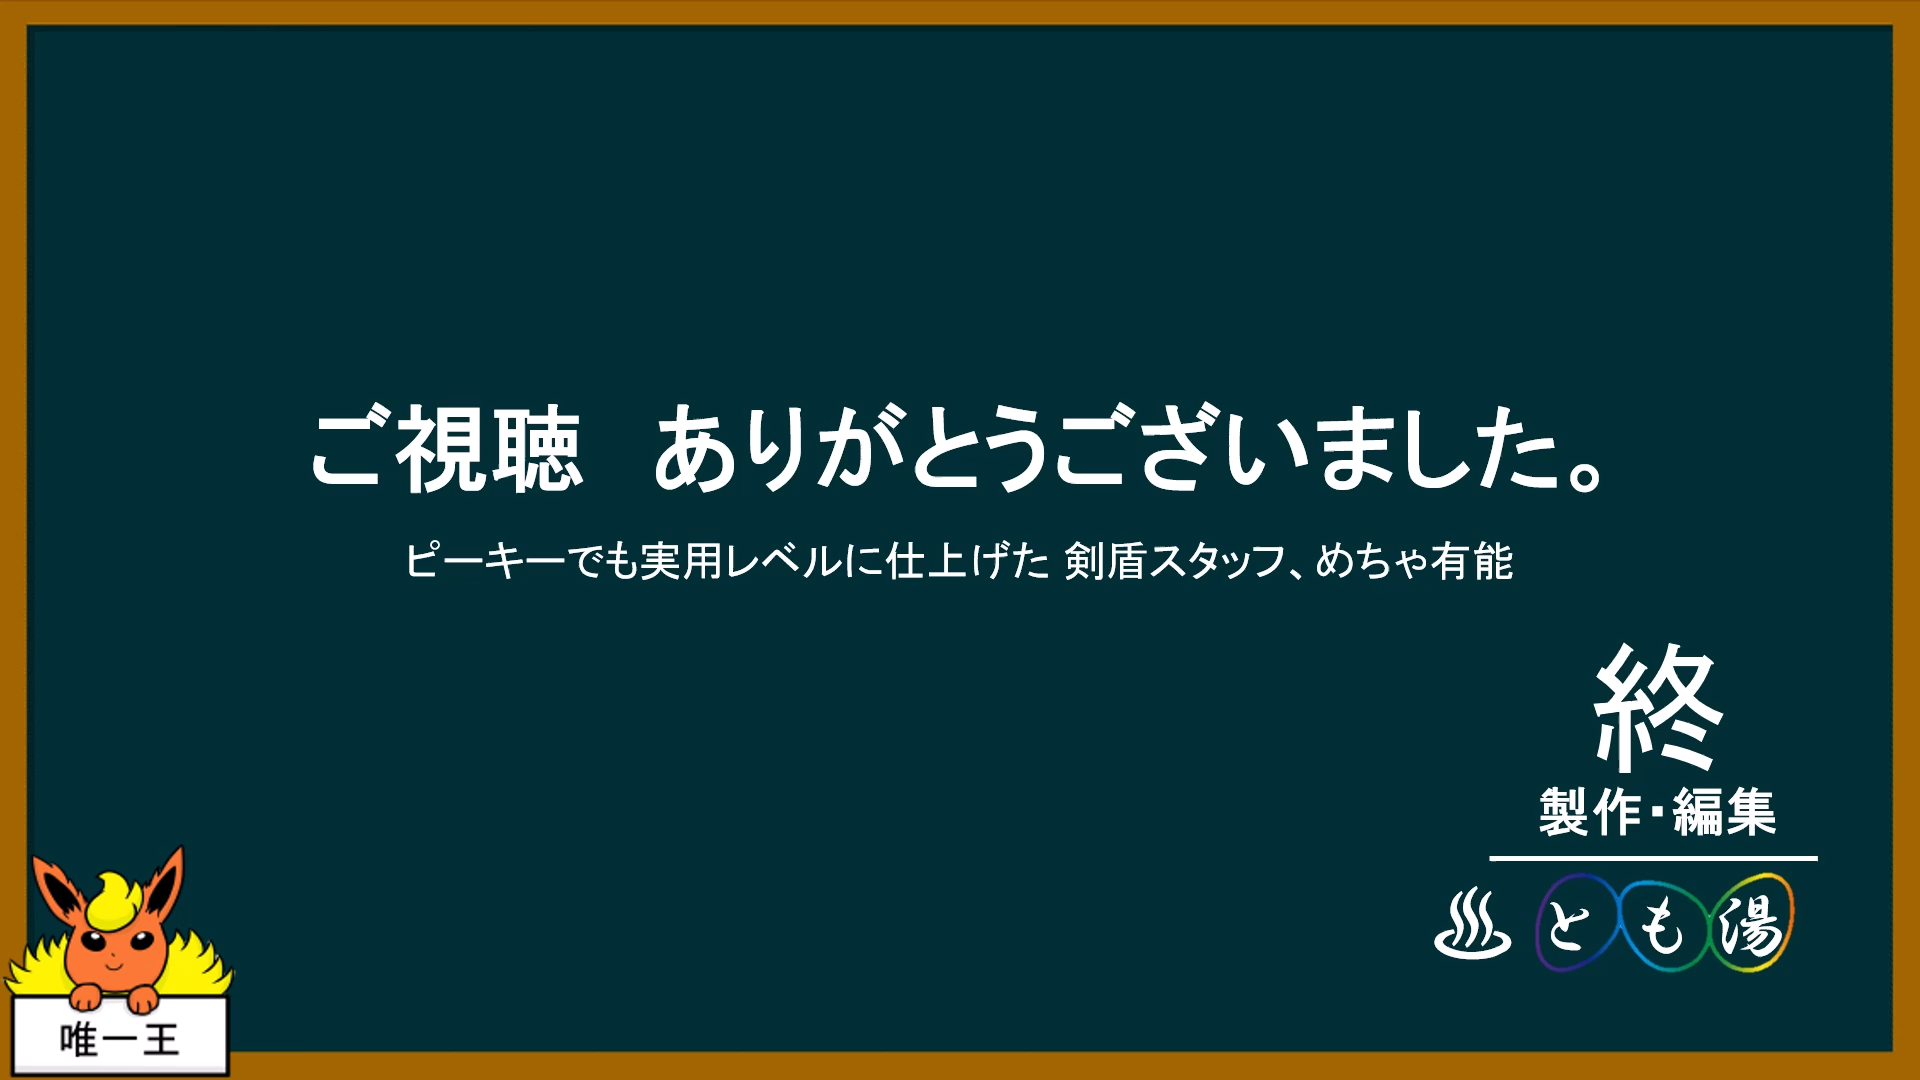 ご視聴　ありがとうございました。
ピーキーでも実用レベルに仕上げた 剣盾スタッフ、めちゃ有能
終
製作・編集
♨とも湯
唯一王